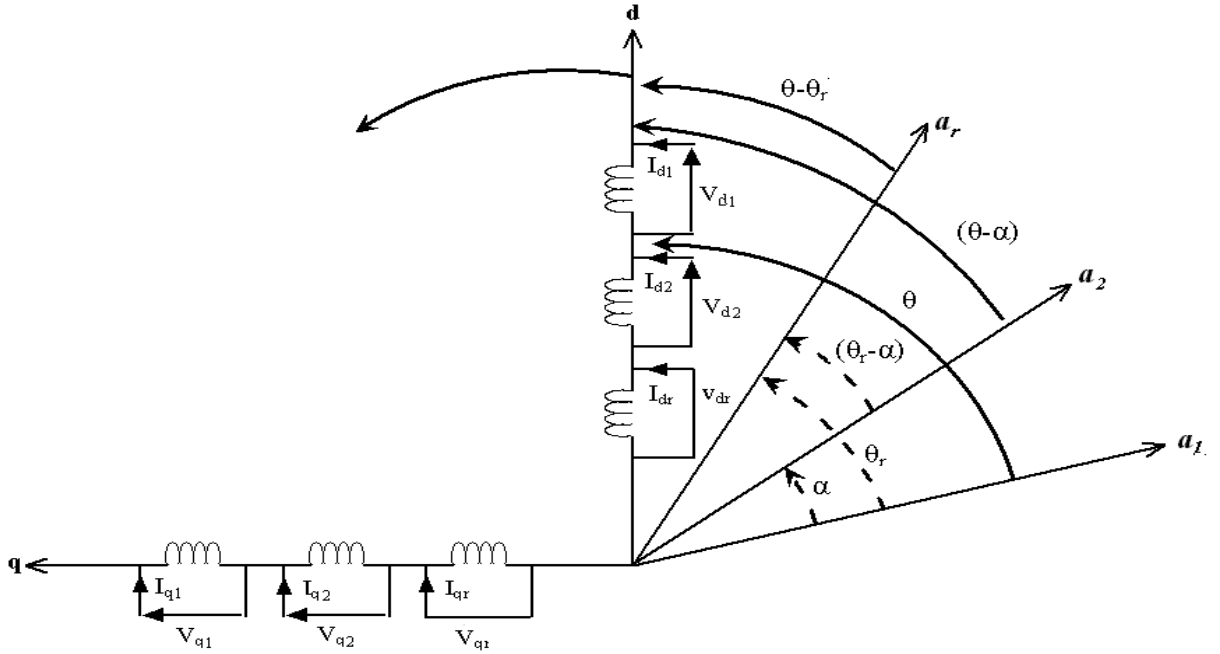 d
θ-θr
ar
Id1
Vd1
(θ-α)
a2
Id2
Vd2
θ
(θr-α)
Idr
vdr
a1
θr
α
q
Iq1
Iq2
Iqr
Vq1
Vq2
Vqr